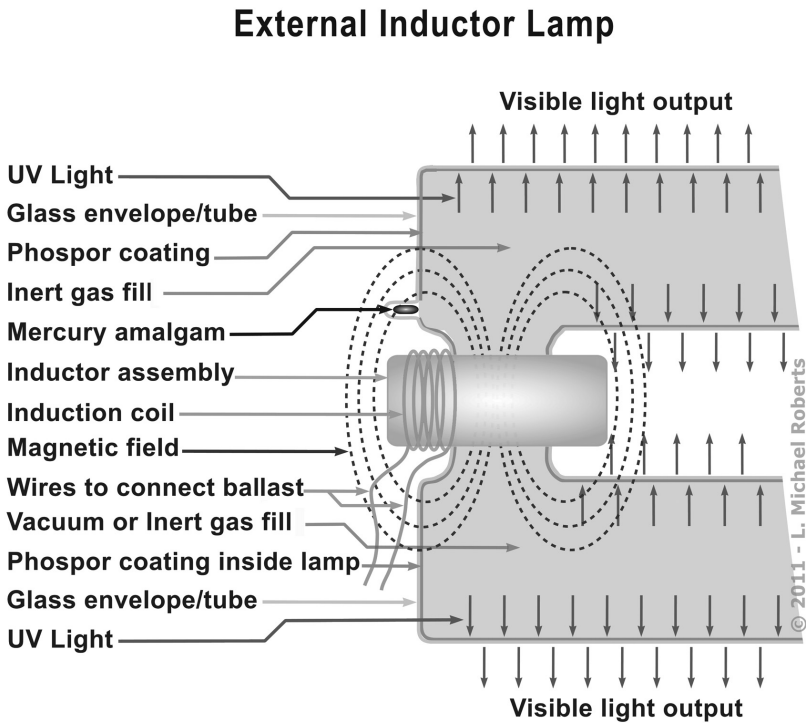 External Inductor Lamp
Visible light output
UV Light
Glass envelope/tube
Phospor coating
Inert gas fill
Mercury amalgam
Inductor assembly
Induction coil
Magnetic field
Wires to connect ballast
Vacuum or Inert gas fill
Phospor coating inside lamp
Glass envelope/tube
UV Light
Visible light output
© 2011 - L. Michael Roberts